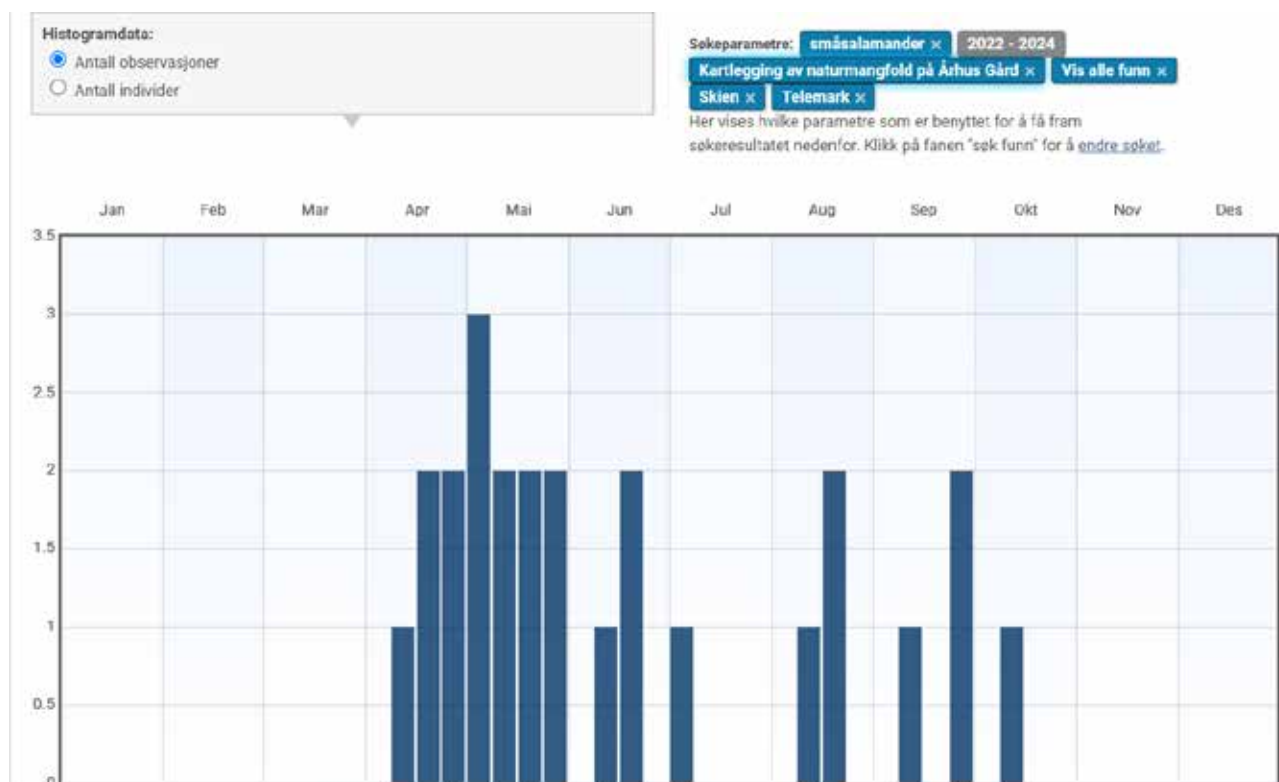 Histogramdata:
Antall observasjoner
Antall individer
Søkeparametre: småsalamander × 2022 - 2024
Kartlegging av naturmangfold på Århus Gård × Vis alle funn ×
Skien × Telemark ×
Her vises hvilke parametre som er benyttet for å få fram
søkeresultatet nedenfor. Klikk på fanen "søk funn" for å endre søket.
Jan Feb Mar Apr Mai Jun Jul Aug Sep Okt Nov Des
3.5
3
2.5
2
1.5
1
0.5
0